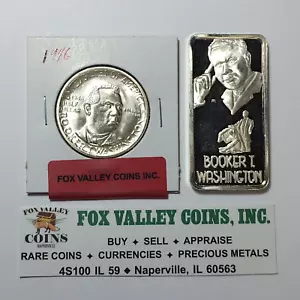 1946
FOX VALLEY COINS INC.
BOOKER T.
WASHINGTON
FOX VALLEY
COINS
NAPERVILLE
FOX VALLEY COINS, INC.
BUY ◆ SELL ◆ APPRAISE
RARE COINS ◆ CURRENCIES ◆ PRECIOUS METALS
4S100 IL 59 ◆ Naperville, IL 60563